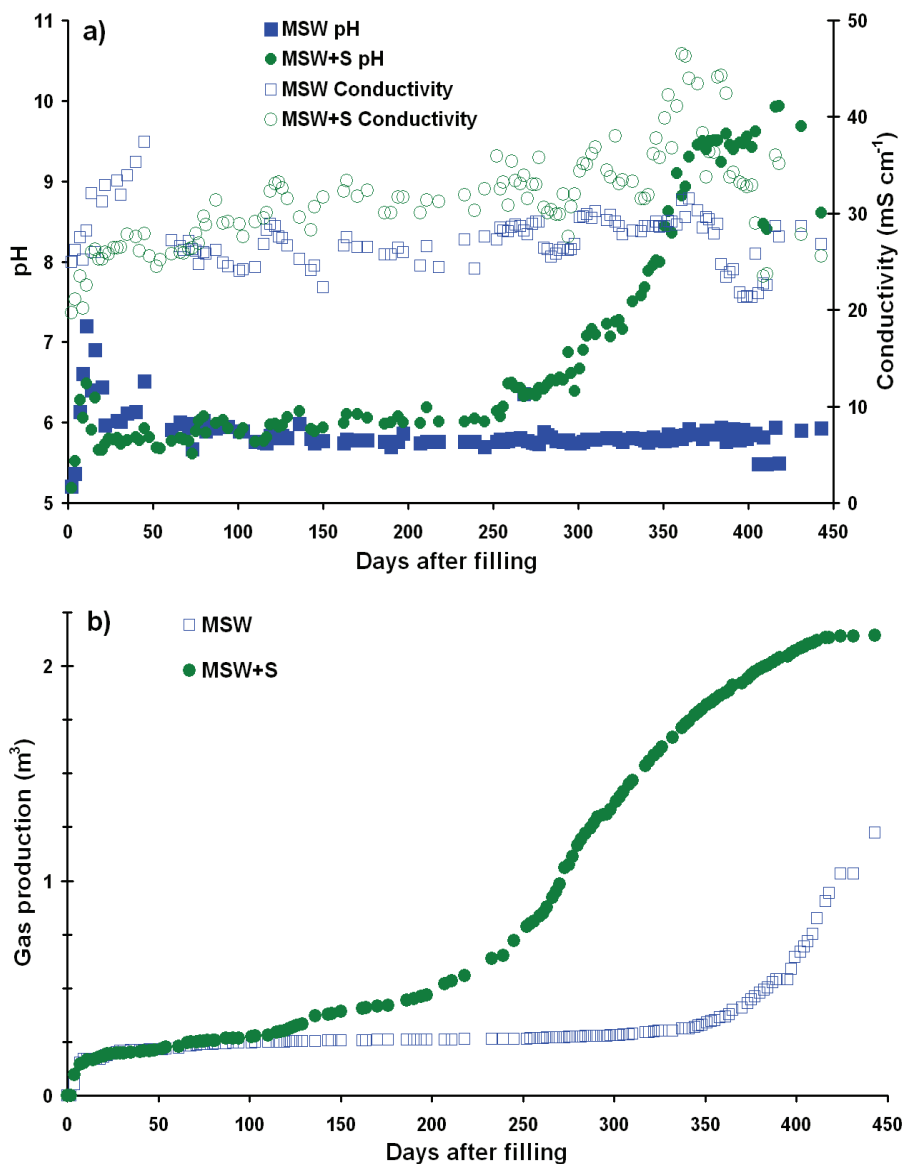 a)
MSW pH
MSW+S pH
MSW Conductivity
MSW+S Conductivity
11
10
9
8
7
6
5
pH
50
40
30
20
10
0
Conductivity (mS cm⁻¹)
0 50 100 150 200 250 300 350 400 450
Days after filling
b)
MSW
MSW+S
2
1
0
Gas production (m³)
0 50 100 150 200 250 300 350 400 450
Days after filling